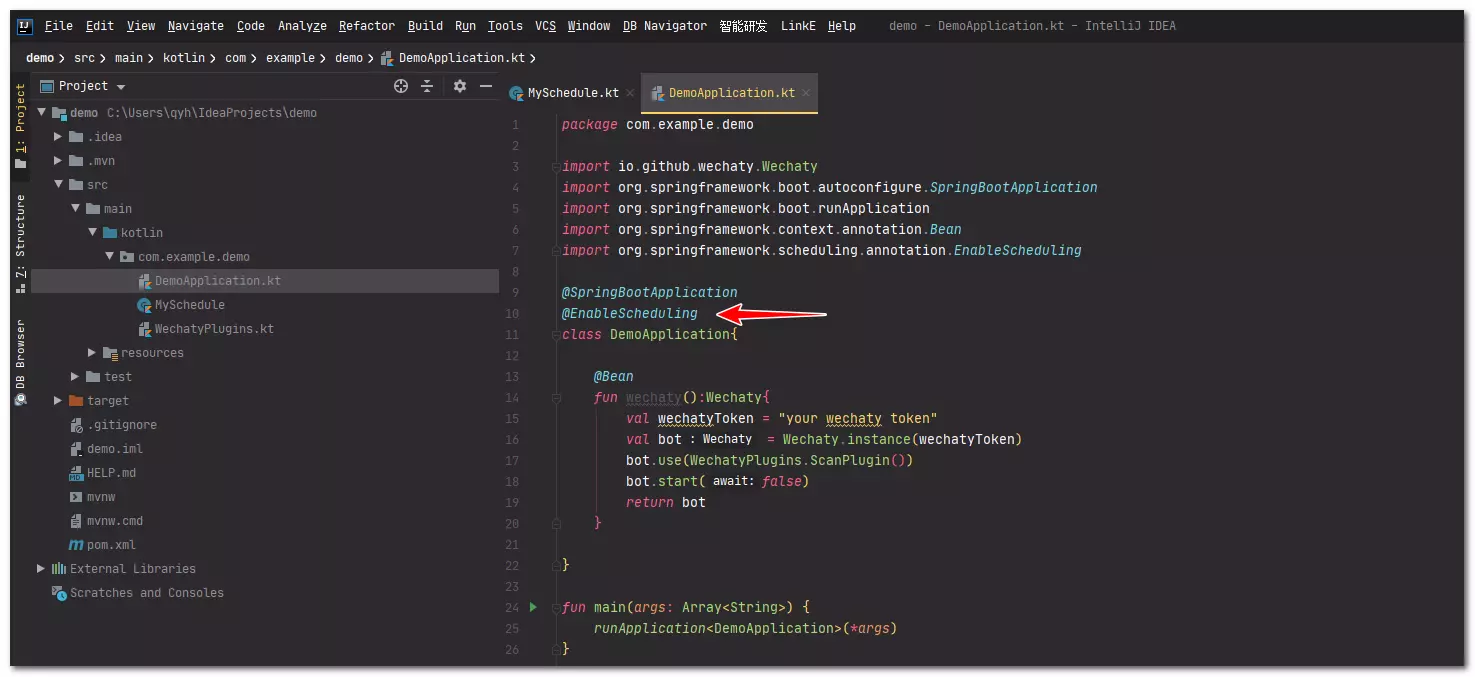 File Edit View Navigate Code Analyze Refactor Build Run Tools VCS Window DB Navigator 智能研发 LinkE Help demo - DemoApplication.kt - IntelliJ IDEA
demo src main kotlin com example demo DemoApplication.kt
Project
MySchedule.kt
DemoApplication.kt
1: Project
7: Structure
DB Browser
demo C:\Users\qyh\IdeaProjects\demo
.idea
.mvn
src
main
kotlin
com.example.demo
DemoApplication.kt
MySchedule
WechatyPlugins.kt
resources
test
target
.gitignore
demo.iml
HELP.md
mvnw
mvnw.cmd
pom.xml
External Libraries
Scratches and Consoles
1 package com.example.demo
2
3 import io.github.wechaty.Wechaty
4 import org.springframework.boot.autoconfigure.SpringBootApplication
5 import org.springframework.boot.runApplication
6 import org.springframework.context.annotation.Bean
7 import org.springframework.scheduling.annotation.EnableScheduling
8
9 @SpringBootApplication
10 @EnableScheduling
11 class DemoApplication{
12
13 @Bean
14 fun wechaty():Wechaty{
15 val wechatyToken = "your wechaty token"
16 val bot : Wechaty = Wechaty.instance(wechatyToken)
17 bot.use(WechatyPlugins.ScanPlugin())
18 bot.start( await: false)
19 return bot
20 }
21
22 }
23
24 fun main(args: Array<String>) {
25 runApplication<DemoApplication>(*args)
26 }